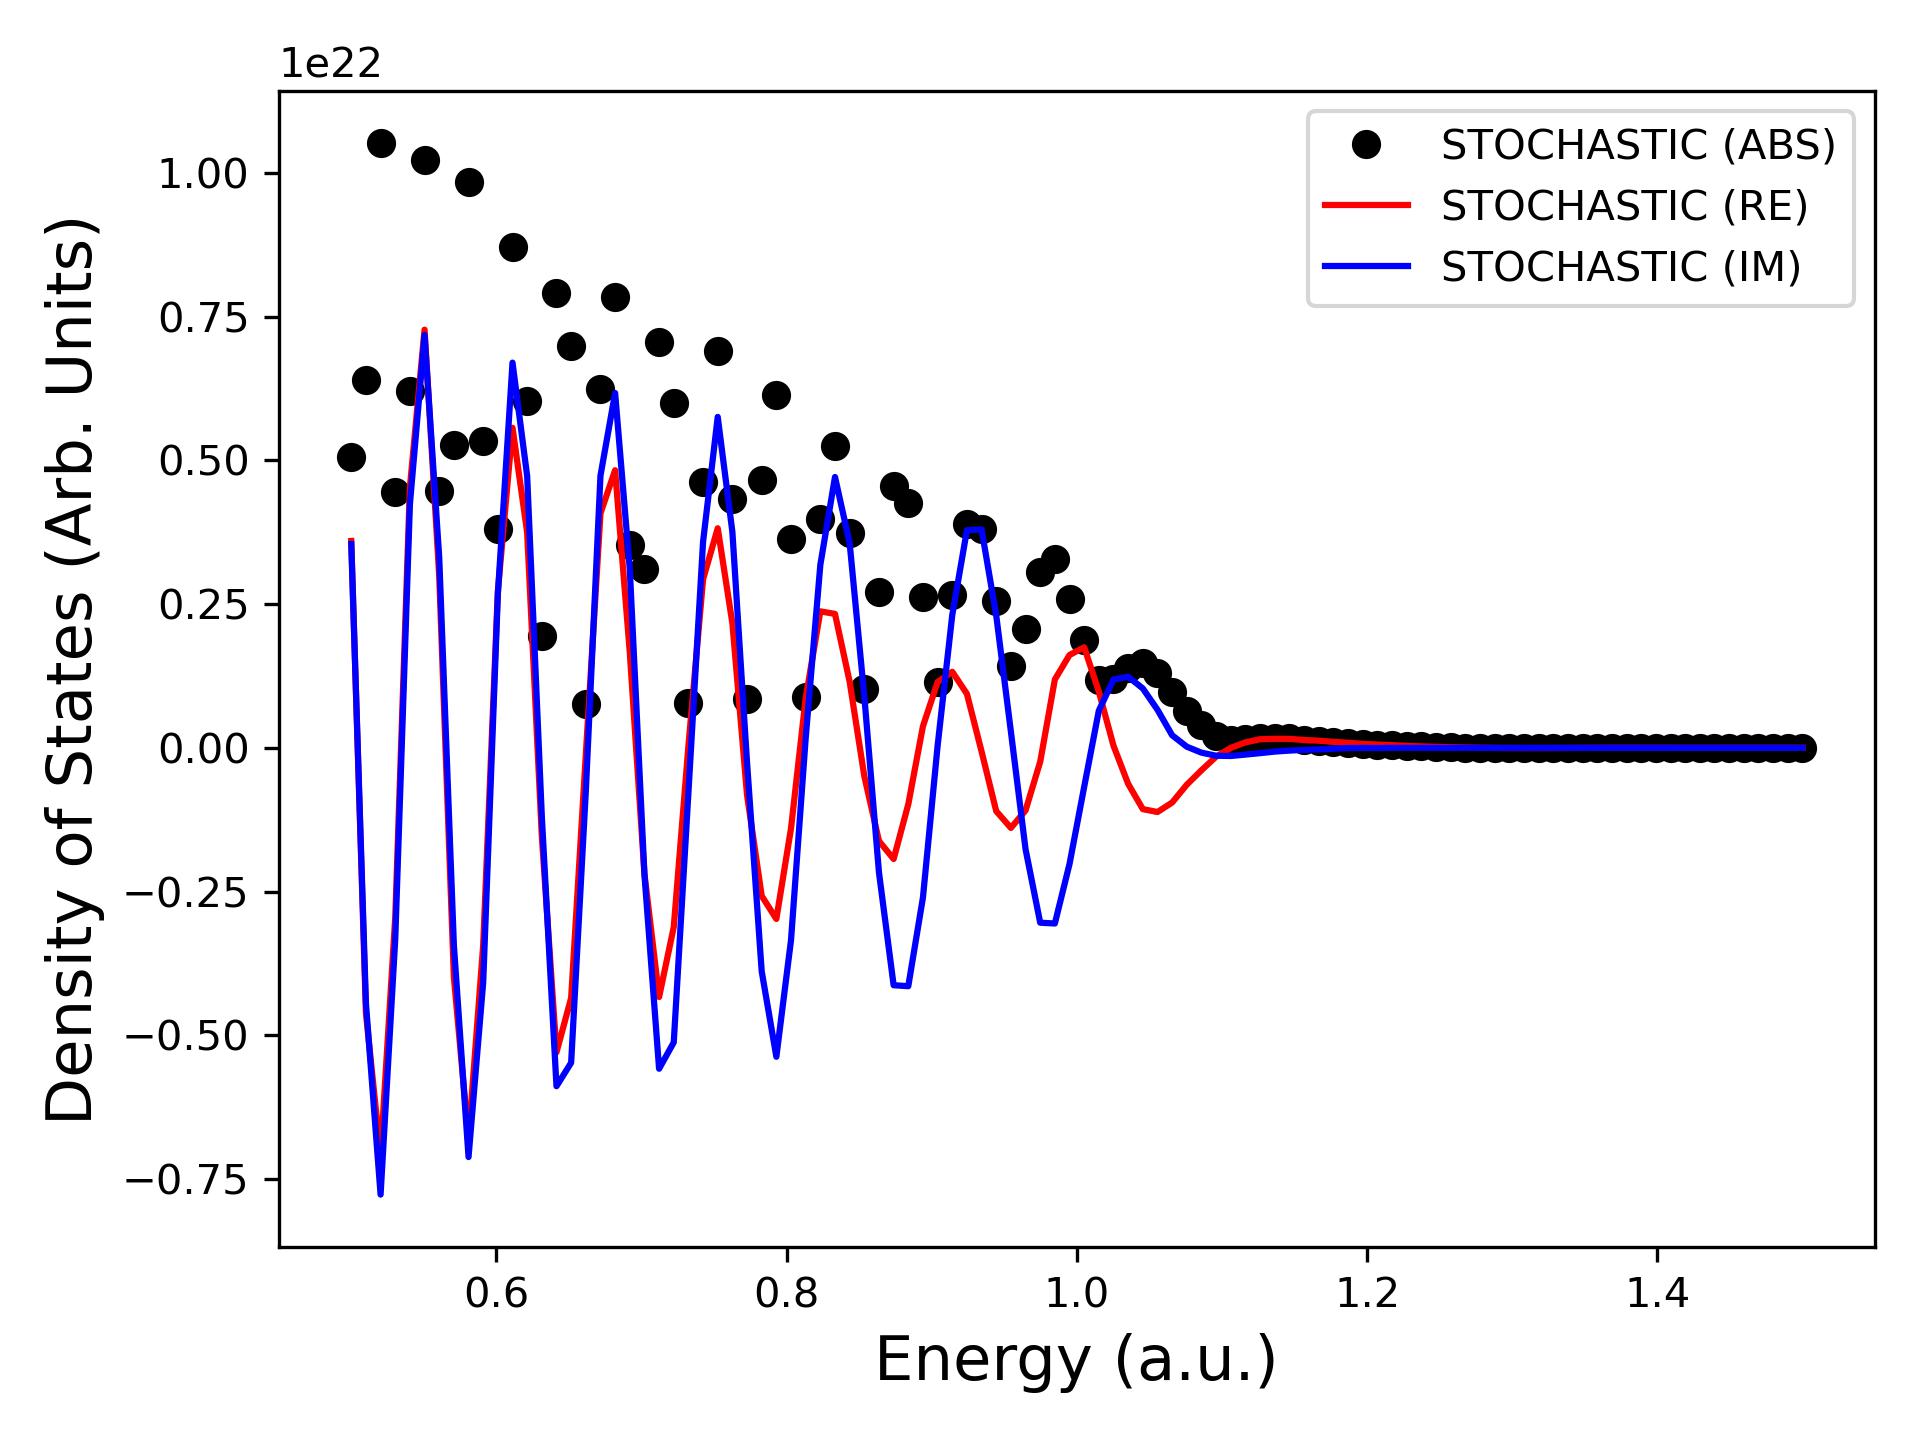 1e22
Density of States (Arb. Units)
1.00
0.75
0.50
0.25
0.00
−0.25
−0.50
−0.75
STOCHASTIC (ABS)
STOCHASTIC (RE)
STOCHASTIC (IM)
0.6 0.8 1.0 1.2 1.4
Energy (a.u.)